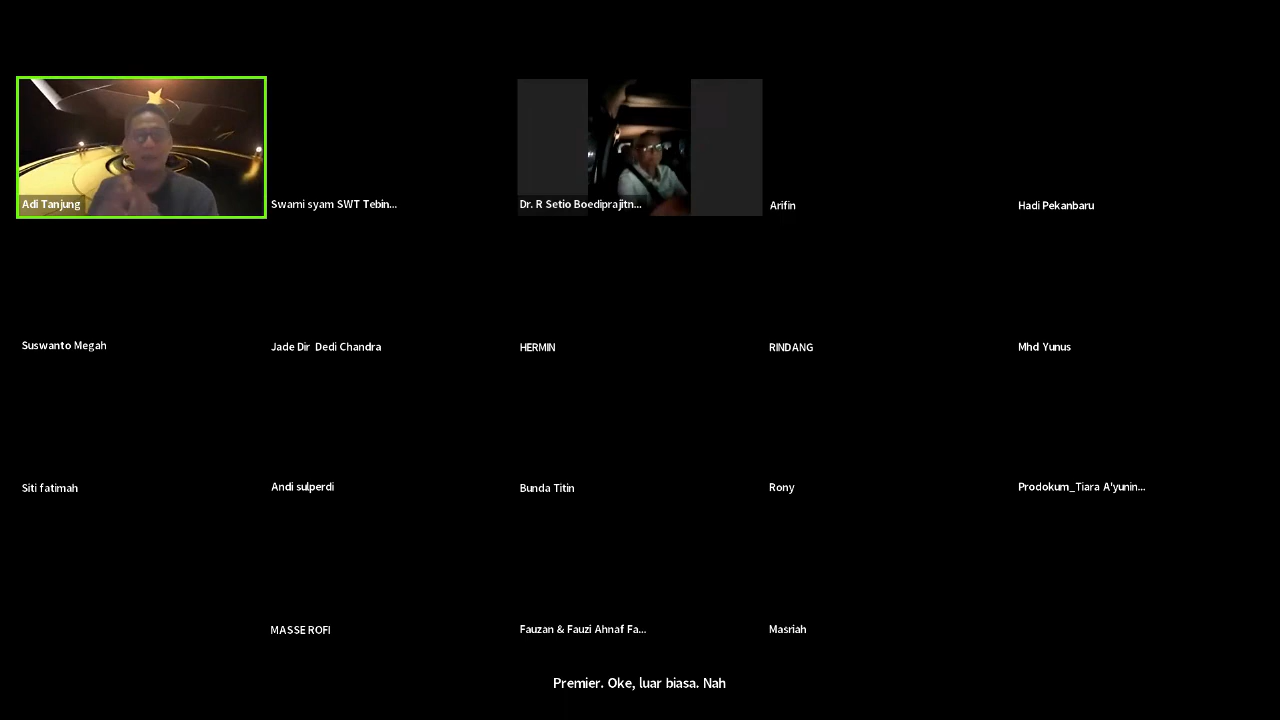 Adi Tanjung
Swarni syam SWT Tebin...
Dr. R Setio Boediprajitn...
Arifin
Hadi Pekanbaru
Suswanto Megah
Jade Dir Dedi Chandra
HERMIN
RINDANG
Mhd Yunus
Siti fatimah
Andi sulperdi
Bunda Titin
Rony
Prodokum_Tiara A'yunin...
MASSE ROFI
Fauzan & Fauzi Ahnaf Fa...
Masriah
Premier. Oke, luar biasa. Nah